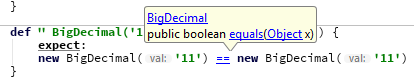 }
BigDecimal
public boolean equals(Object x)
def " BigDecimal('1 ) {
expect:
new BigDecimal( val: '11') == new BigDecimal( val: '11')
}